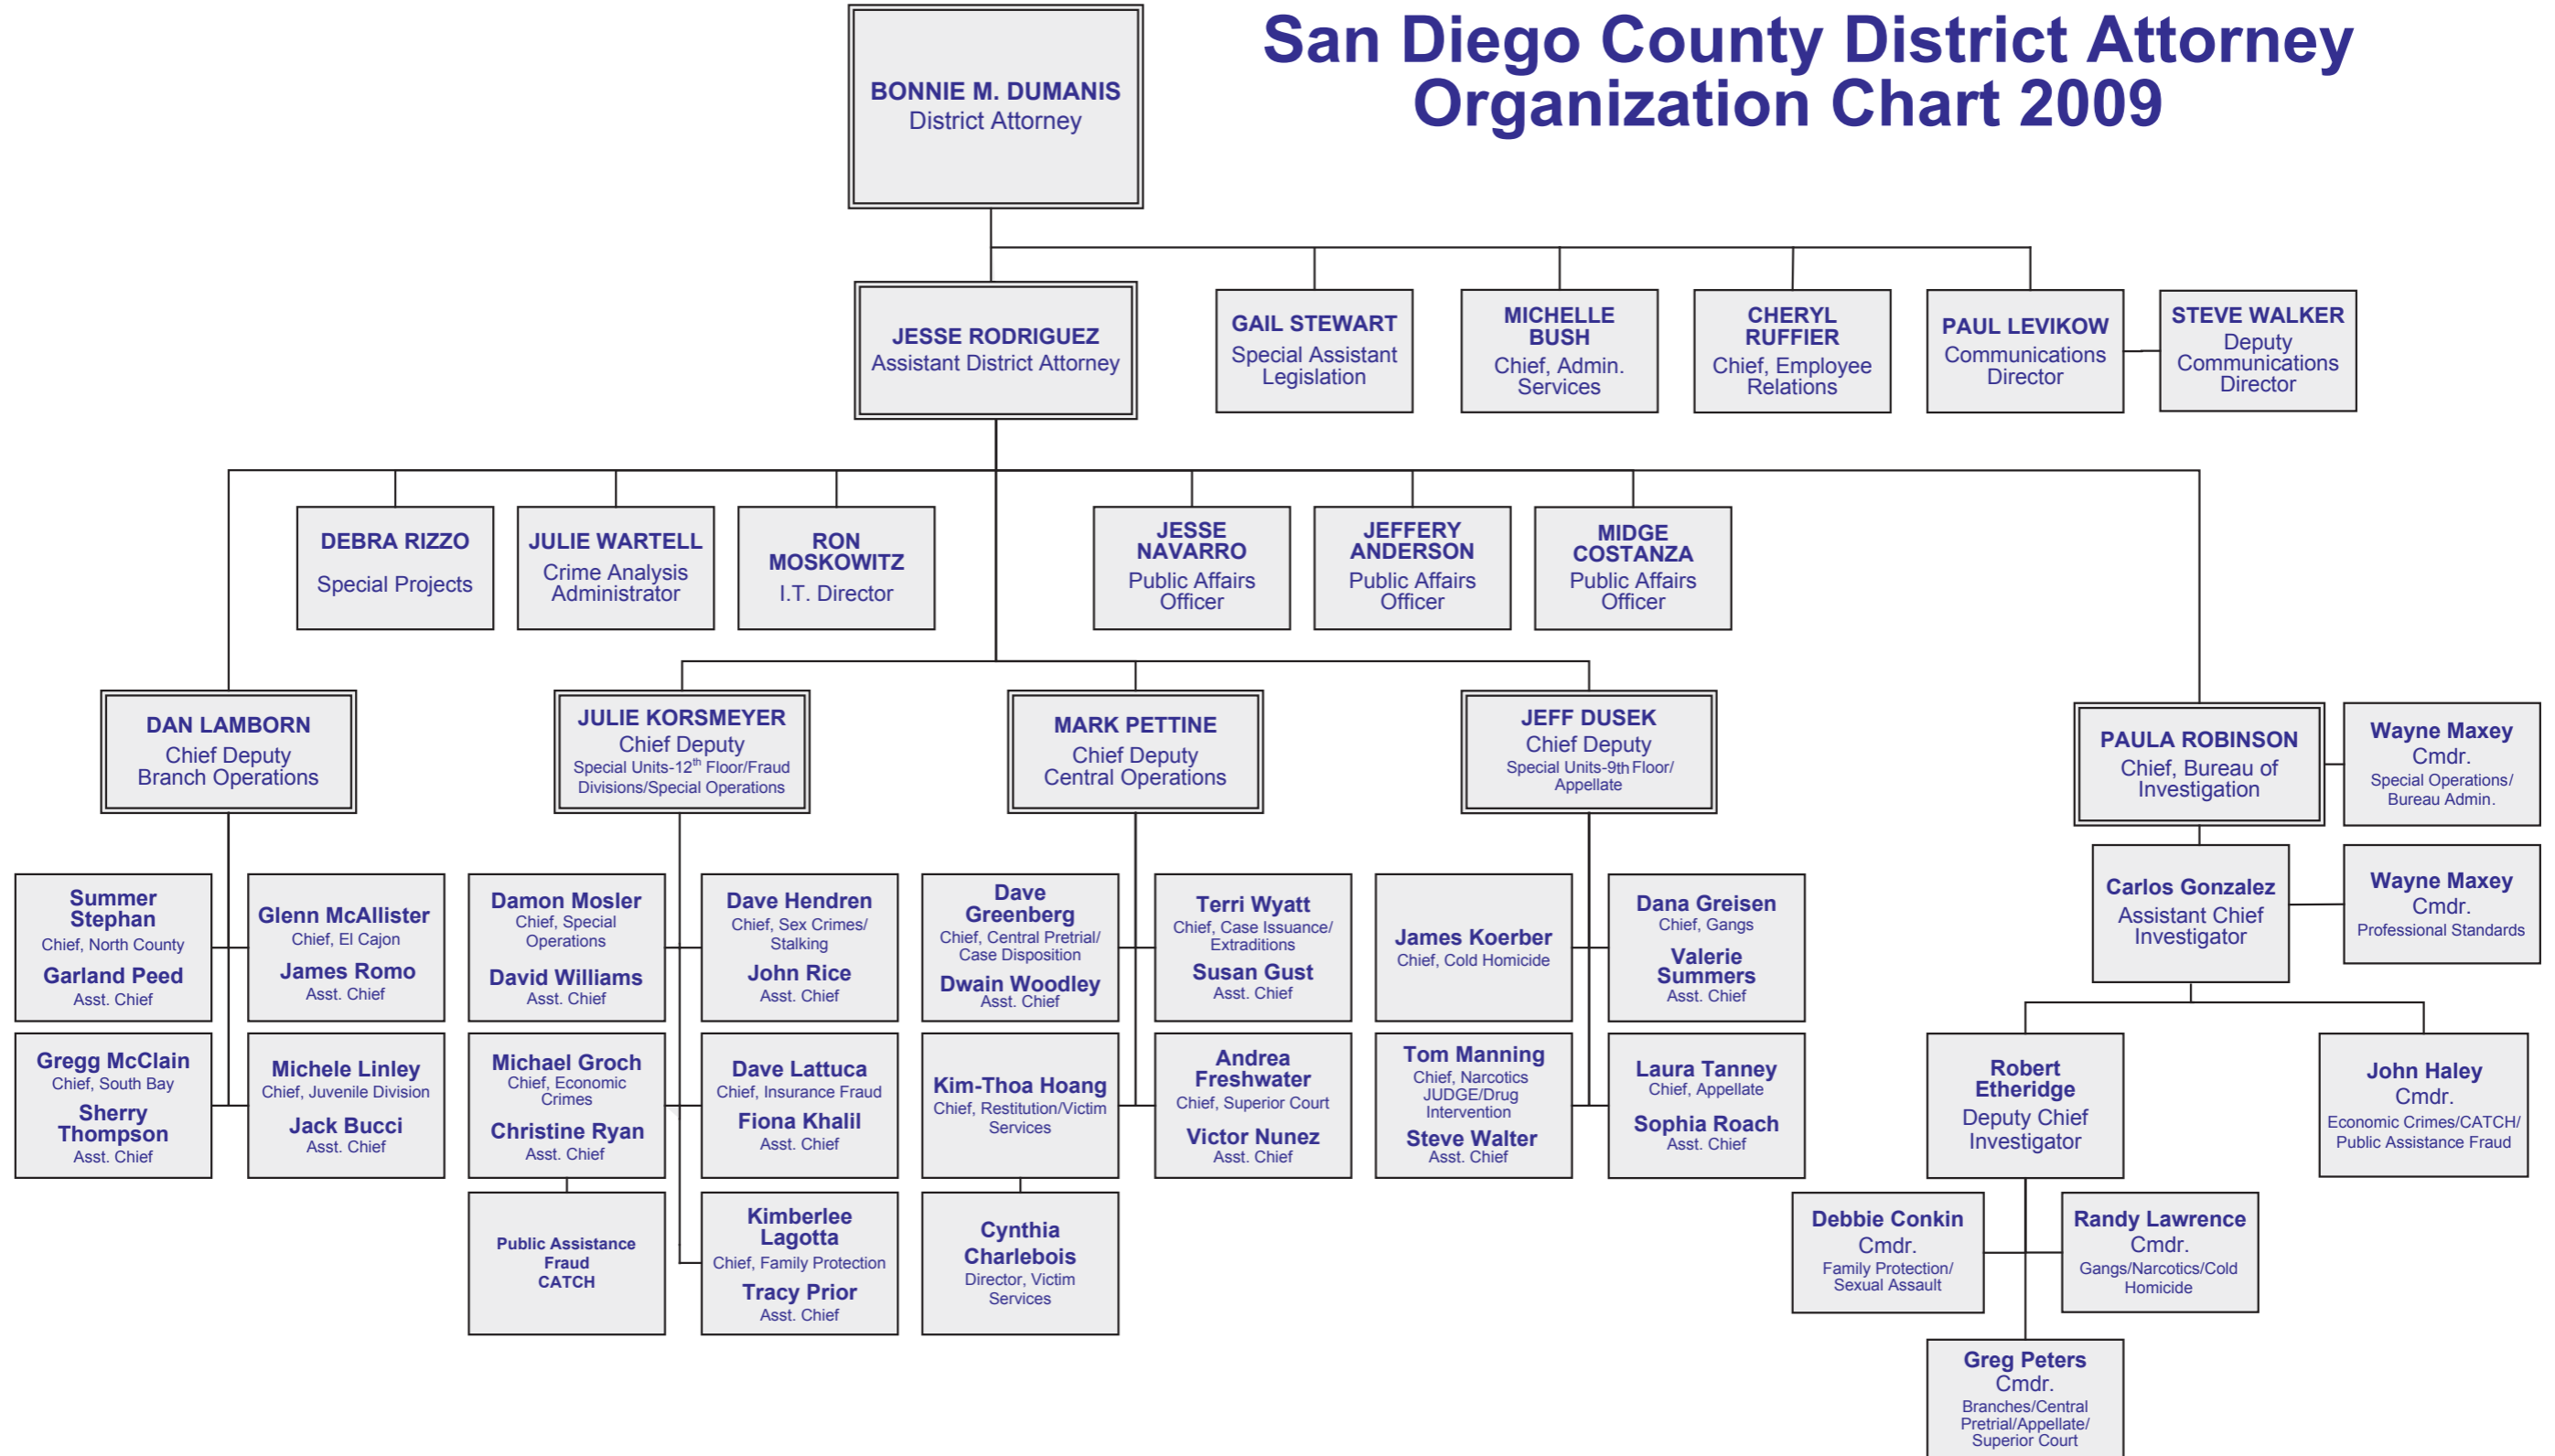 San Diego County District Attorney
Organization Chart 2009
BONNIE M. DUMANIS
District Attorney
JESSE RODRIGUEZ
Assistant District Attorney
GAIL STEWART
Special Assistant
Legislation
MICHELLE
BUSH
Chief, Admin.
Services
CHERYL
RUFFIER
Chief, Employee
Relations
PAUL LEVIKOW
Communications
Director
STEVE WALKER
Deputy
Communications
Director
DEBRA RIZZO
Special Projects
JULIE WARTELL
Crime Analysis
Administrator
RON
MOSKOWITZ
I.T. Director
JESSE
NAVARRO
Public Affairs
Officer
JEFFERY
ANDERSON
Public Affairs
Officer
MIDGE
COSTANZA
Public Affairs
Officer
DAN LAMBORN
Chief Deputy
Branch Operations
JULIE KORSMEYER
Chief Deputy
Special Units-12th Floor/Fraud
Divisions/Special Operations
MARK PETTINE
Chief Deputy
Central Operations
JEFF DUSEK
Chief Deputy
Special Units-9th Floor/
Appellate
PAULA ROBINSON
Chief, Bureau of
Investigation
Wayne Maxey
Cmdr.
Special Operations/
Bureau Admin.
Summer
Stephan
Chief, North County
Garland Peed
Asst. Chief
Glenn McAllister
Chief, El Cajon
James Romo
Asst. Chief
Damon Mosler
Chief, Special
Operations
David Williams
Asst. Chief
Dave Hendren
Chief, Sex Crimes/
Stalking
John Rice
Asst. Chief
Dave
Greenberg
Chief, Central Pretrial/
Case Disposition
Dwain Woodley
Asst. Chief
Terri Wyatt
Chief, Case Issuance/
Extraditions
Susan Gust
Asst. Chief
James Koerber
Chief, Cold Homicide
Dana Greisen
Chief, Gangs
Valerie
Summers
Asst. Chief
Carlos Gonzalez
Assistant Chief
Investigator
Wayne Maxey
Cmdr.
Professional Standards
Gregg McClain
Chief, South Bay
Sherry
Thompson
Asst. Chief
Michele Linley
Chief, Juvenile Division
Jack Bucci
Asst. Chief
Michael Groch
Chief, Economic
Crimes
Christine Ryan
Asst. Chief
Dave Lattuca
Chief, Insurance Fraud
Fiona Khalil
Asst. Chief
Kim-Thoa Hoang
Chief, Restitution/Victim
Services
Andrea
Freshwater
Chief, Superior Court
Victor Nunez
Asst. Chief
Tom Manning
Chief, Narcotics
JUDGE/Drug
Intervention
Steve Walter
Asst. Chief
Laura Tanney
Chief, Appellate
Sophia Roach
Asst. Chief
Robert
Etheridge
Deputy Chief
Investigator
John Haley
Cmdr.
Economic Crimes/CATCH/
Public Assistance Fraud
Public Assistance
Fraud
CATCH
Kimberlee
Lagotta
Chief, Family Protection
Tracy Prior
Asst. Chief
Cynthia
Charlebois
Director, Victim
Services
Debbie Conkin
Cmdr.
Family Protection/
Sexual Assault
Randy Lawrence
Cmdr.
Gangs/Narcotics/Cold
Homicide
Greg Peters
Cmdr.
Branches/Central
Pretrial/Appellate/
Superior Court